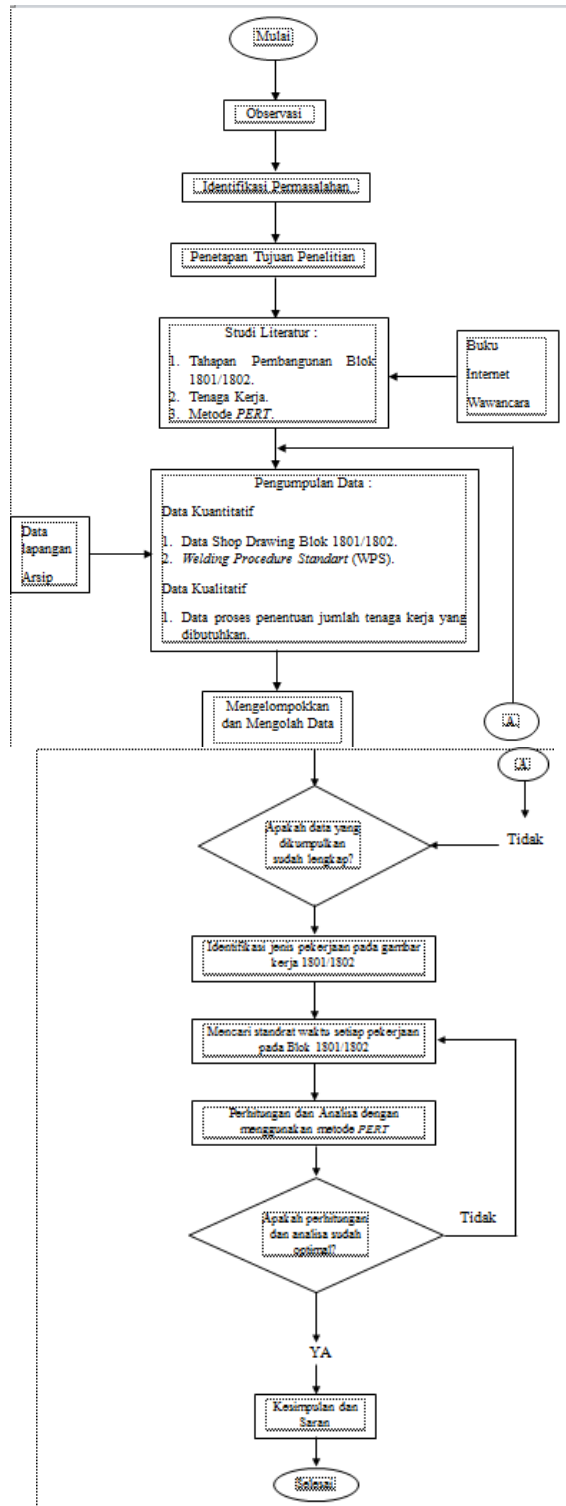 Mulai
Observasi
Identifikasi Permasalahan
Penetapan Tujuan Penelitian
Studi Literatur :
1. Tahapan Pembangunan Blok
1801/1802.
2. Tenaga Kerja.
3. Metode PERT.
Buku
Internet
Wawancara
Pengumpulan Data :
Data Kuantitatif
1. Data Shop Drawing Blok 1801/1802.
2. Welding Procedure Standart (WPS).
Data Kualitatif
1. Data proses penentuan jumlah tenaga kerja yang
dibutuhkan.
Data
lapangan
Arsip
Mengelompokkan
dan Mengolah Data
A
A
Apakah data yang
dikumpulkan
sudah lengkap?
Tidak
Identifikasi jenis pekerjaan pada gambar
kerja 1801/1802
Mencari standrat waktu setiap pekerjaan
pada Blok 1801/1802
Perhitungan dan Analisa dengan
menggunakan metode PERT
Apakah perhitungan
dan analisa sudah
optimal?
Tidak
YA
Kesimpulan dan
Saran
Selesai